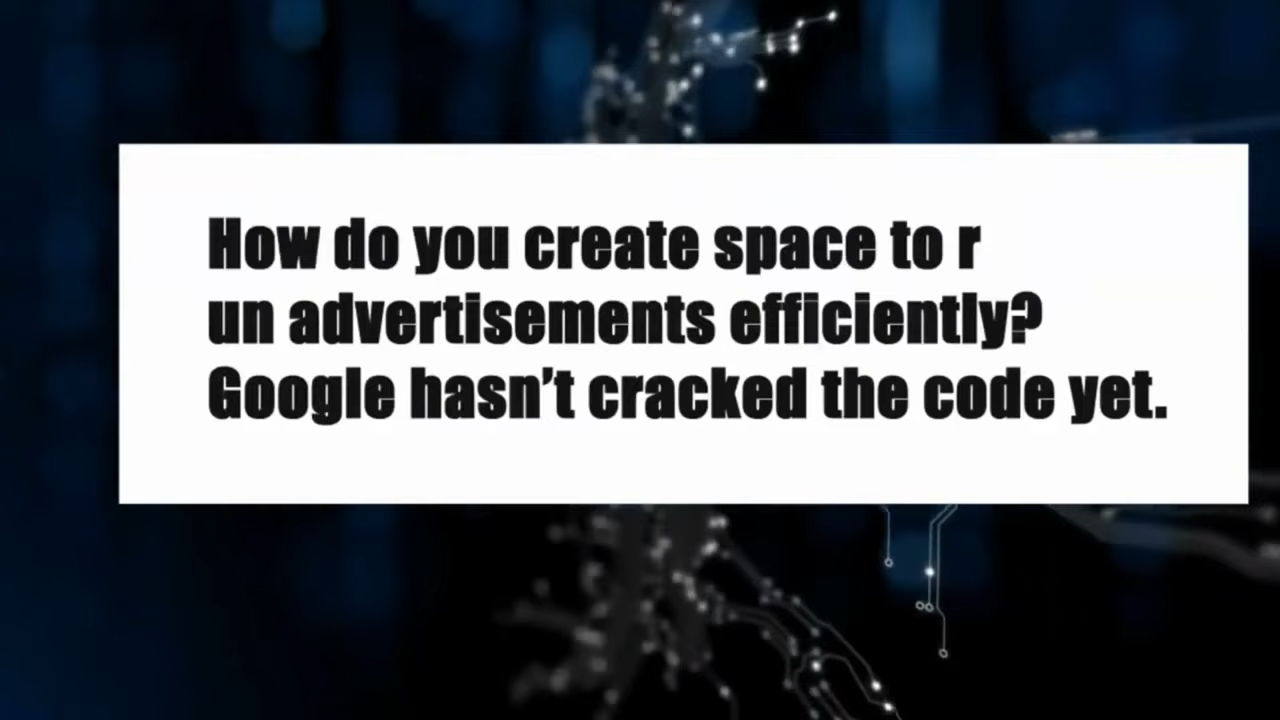 How do you create space to r
un advertisements efficiently?
Google hasn’t cracked the code yet.